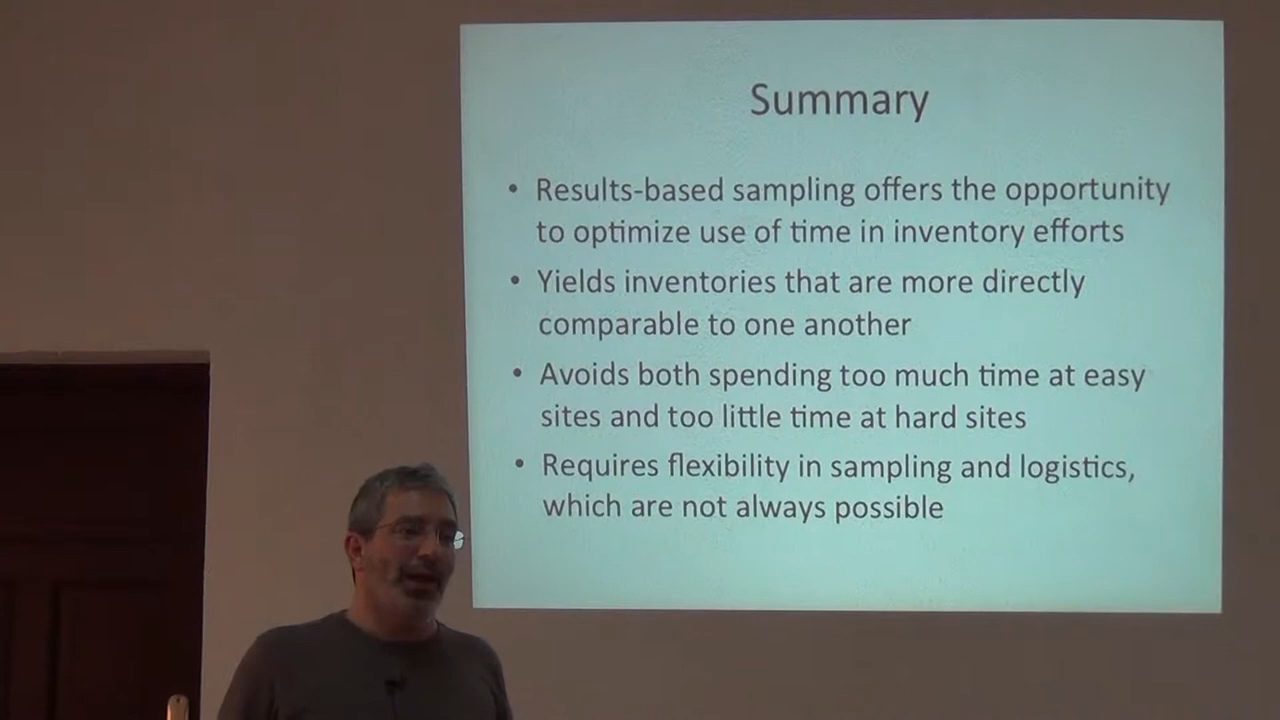 Summary
• Results-based sampling offers the opportunity
to optimize use of time in inventory efforts
• Yields inventories that are more directly
comparable to one another
• Avoids both spending too much time at easy
sites and too little time at hard sites
• Requires flexibility in sampling and logistics,
which are not always possible